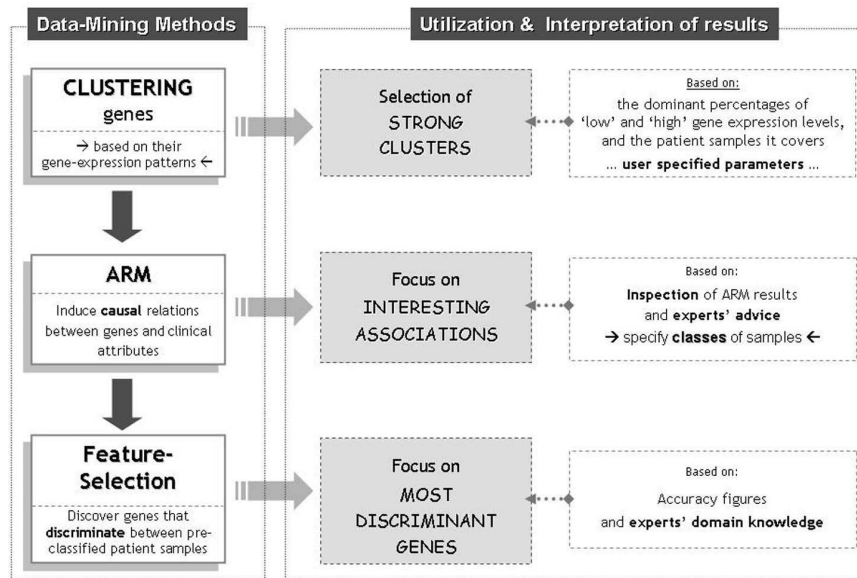 Data-Mining Methods
Utilization & Interpretation of results
CLUSTERING
genes
→ based on their
gene-expression patterns ←
Selection of
STRONG
CLUSTERS
Based on:
the dominant percentages of
‘low’ and ‘high’ gene expression levels,
and the patient samples it covers
... user specified parameters ...
ARM
Induce causal relations
between genes and clinical
attributes
Focus on
INTERESTING
ASSOCIATIONS
Based on:
Inspection of ARM results
and experts’ advice
→ specify classes of samples ←
Feature-
Selection
Discover genes that
discriminate between pre-
classified patient samples
Focus on
MOST
DISCRIMINANT
GENES
Based on:
Accuracy figures
and experts’ domain knowledge